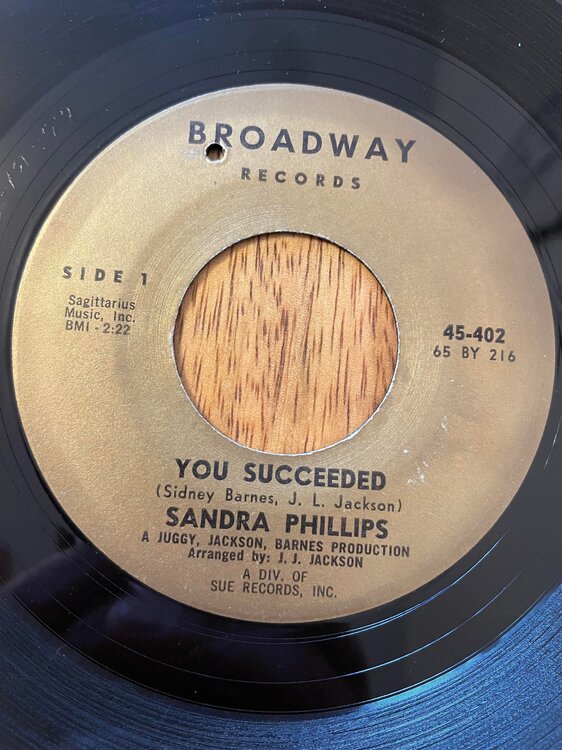 BROADWAY
RECORDS
SIDE 1
Sagittarius
Music, Inc.
BMI - 2:22
45-402
65 BY 216
YOU SUCCEEDED
(Sidney Barnes, J. L. Jackson)
SANDRA PHILLIPS
A JUGGY, JACKSON, BARNES PRODUCTION
Arranged by: J. J. JACKSON
A DIV. OF
SUE RECORDS, INC.